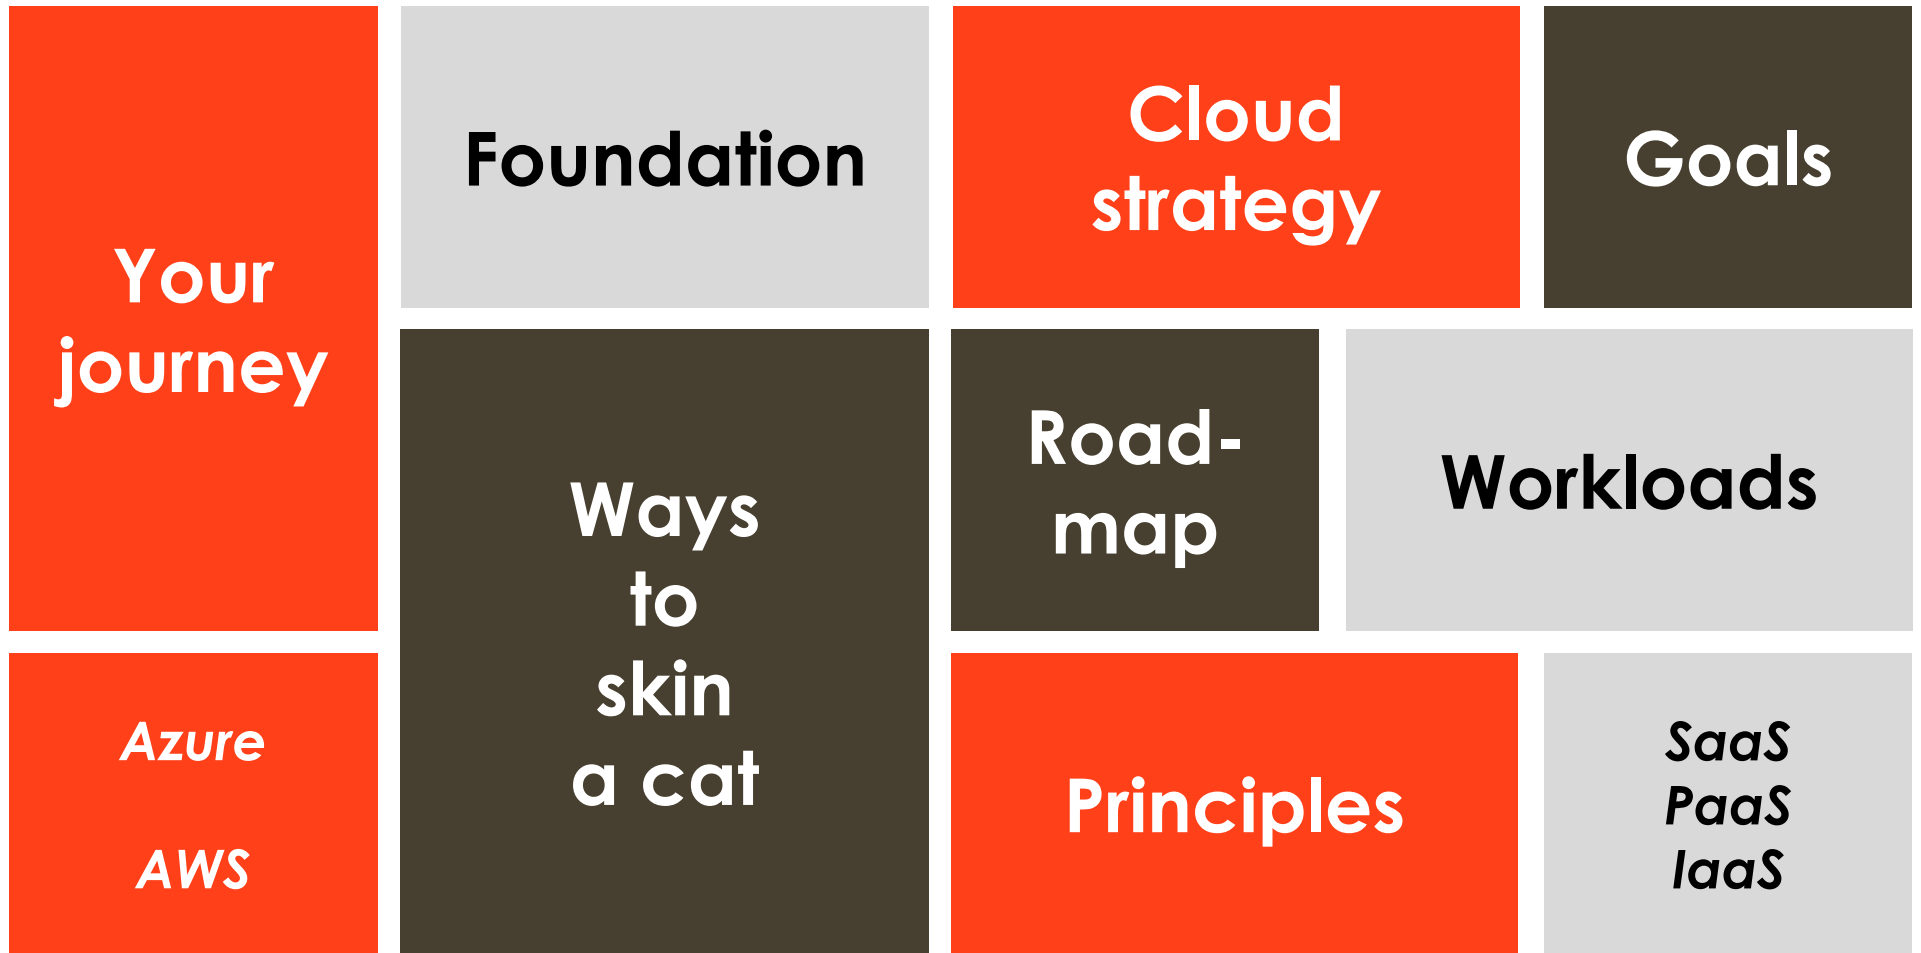 Your
journey
Foundation
Cloud
strategy
Goals
Ways
to
skin
a cat
Road-
map
Workloads
Azure
AWS
Principles
SaaS
PaaS
IaaS